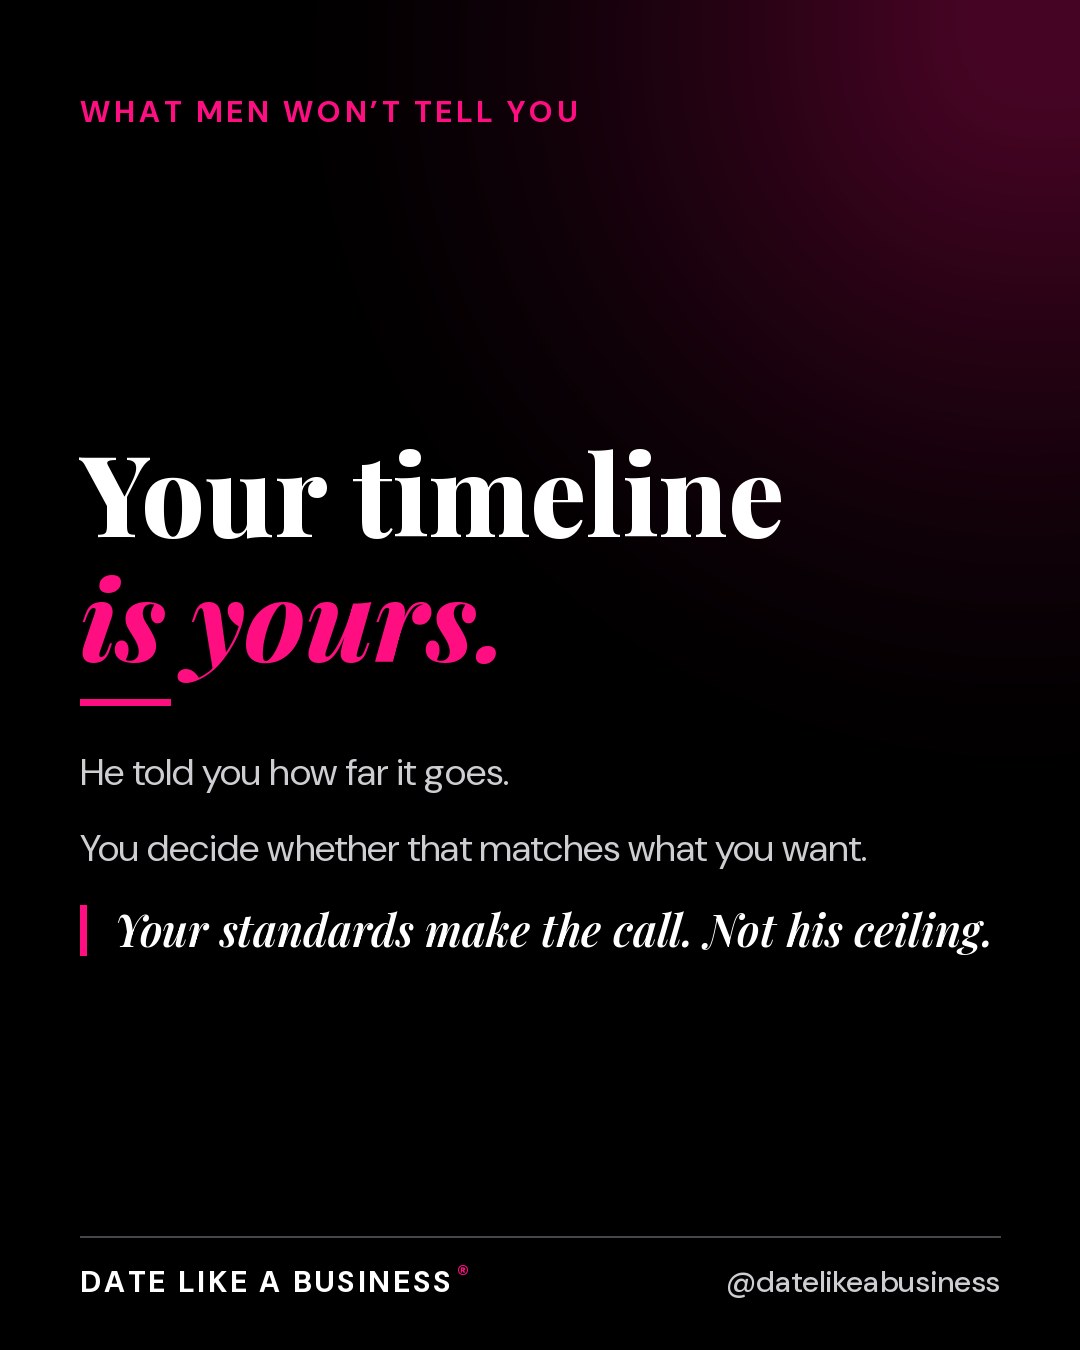 WHAT MEN WON’T TELL YOU
Your timeline
is yours.
He told you how far it goes.
You decide whether that matches what you want.
Your standards make the call. Not his ceiling.
DATE LIKE A BUSINESS®
@datelikeabusiness